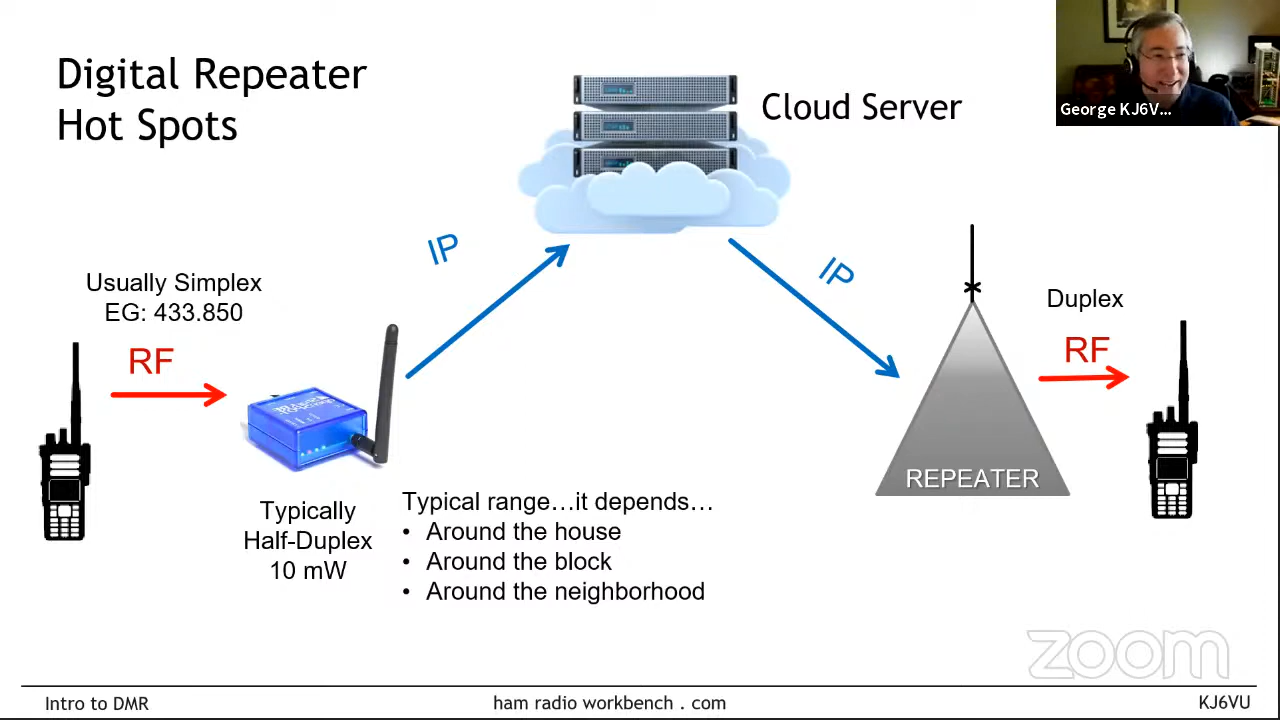 Digital Repeater
Hot Spots
Cloud Server
George KJ6V...
IP
IP
Usually Simplex
EG: 433.850
RF
Duplex
RF
REPEATER
Typically
Half-Duplex
10 mW
Typical range…it depends…
• Around the house
• Around the block
• Around the neighborhood
zoom
Intro to DMR
ham radio workbench . com
KJ6VU